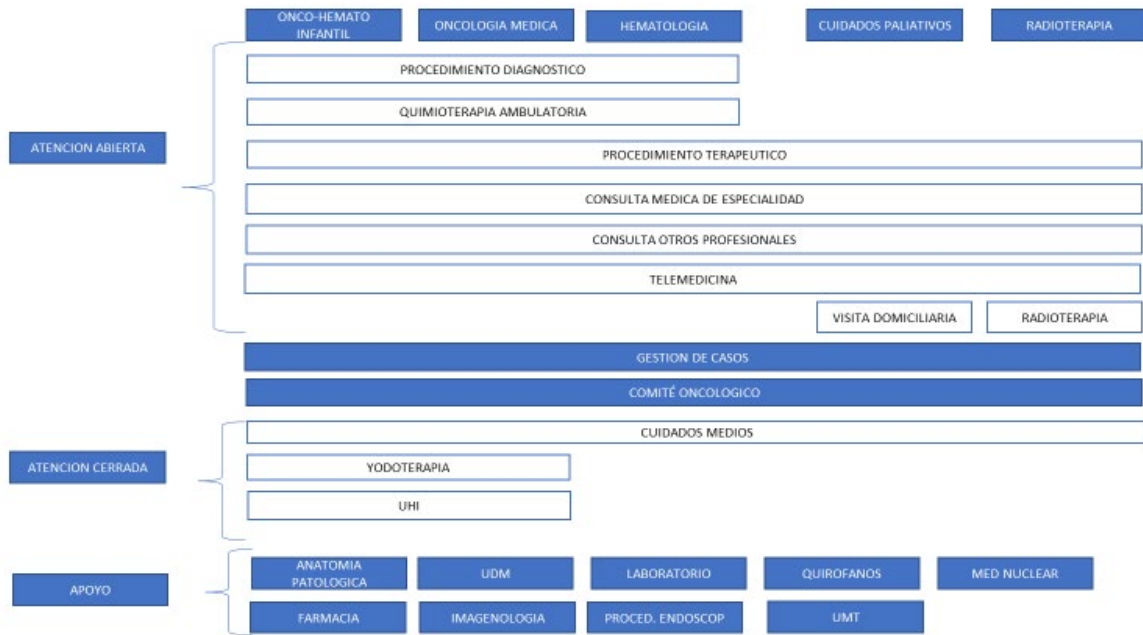 ONCO-HEMATO
INFANTIL
ONCOLOGIA MEDICA
HEMATOLOGIA
CUIDADOS PALIATIVOS
RADIOTERAPIA
PROCEDIMIENTO DIAGNOSTICO
QUIMIOTERAPIA AMBULATORIA
ATENCION ABIERTA
PROCEDIMIENTO TERAPEUTICO
CONSULTA MEDICA DE ESPECIALIDAD
CONSULTA OTROS PROFESIONALES
TELEMEDICINA
VISITA DOMICILIARIA
RADIOTERAPIA
GESTION DE CASOS
COMITÉ ONCOLOGICO
CUIDADOS MEDIOS
ATENCION CERRADA
YODOTERAPIA
UHI
APOYO
ANATOMIA
PATOLOGICA
UDM
LABORATORIO
QUIROFANOS
MED NUCLEAR
FARMACIA
IMAGENOLOGIA
PROCED. ENDOSCOP
UMT